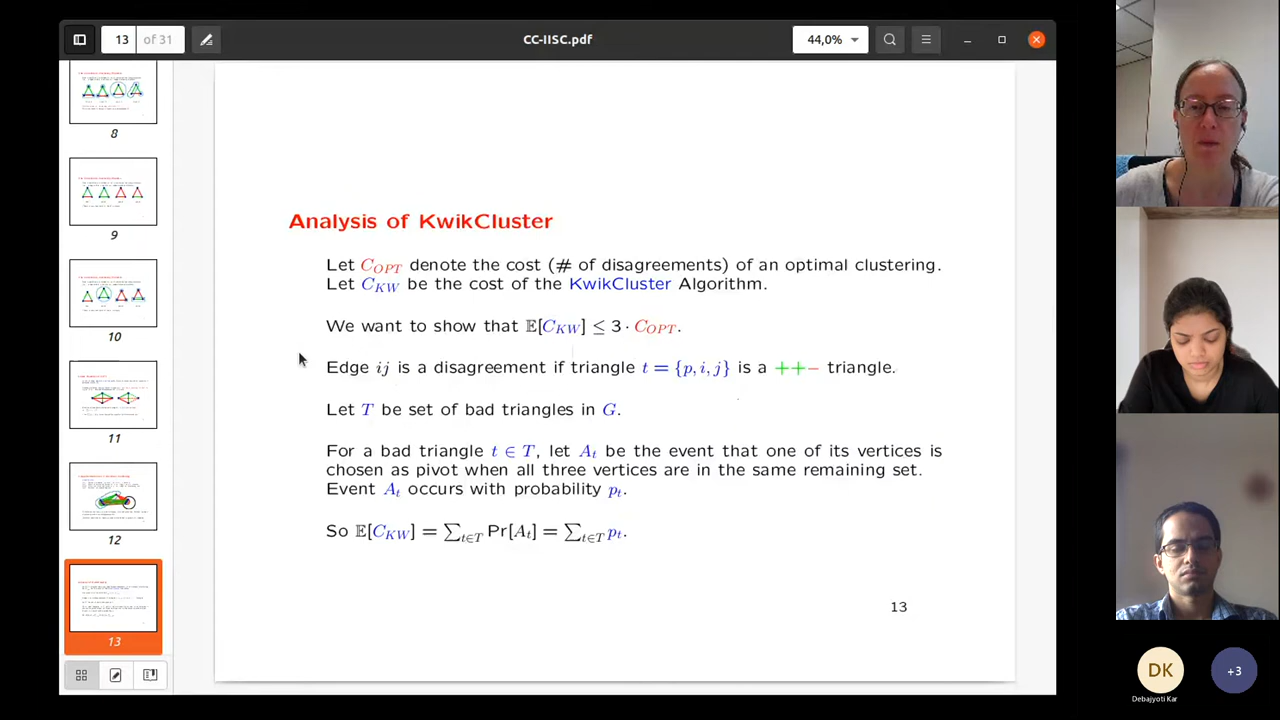 13 of 31
CC-IISC.pdf
44,0%
8
9
10
11
12
13
Analysis of KwikCluster
Let C_OPT denote the cost (# of disagreements) of an optimal clustering.
Let C_KW be the cost of the KwikCluster Algorithm.
We want to show that 𝔼[C_KW] ≤ 3 · C_OPT.
Edge ij is a disagreement if triangle t = {p, i, j} is a ++− triangle.
Let T be set of bad triangles in G.
For a bad triangle t ∈ T, let A_t be the event that one of its vertices is
chosen as pivot when all three vertices are in the same remaining set.
Event A_t occurs with probability p_t.
So 𝔼[C_KW] = ∑_{t∈T} Pr[A_t] = ∑_{t∈T} p_t.
13
DK
+3
Debajyoti Kar